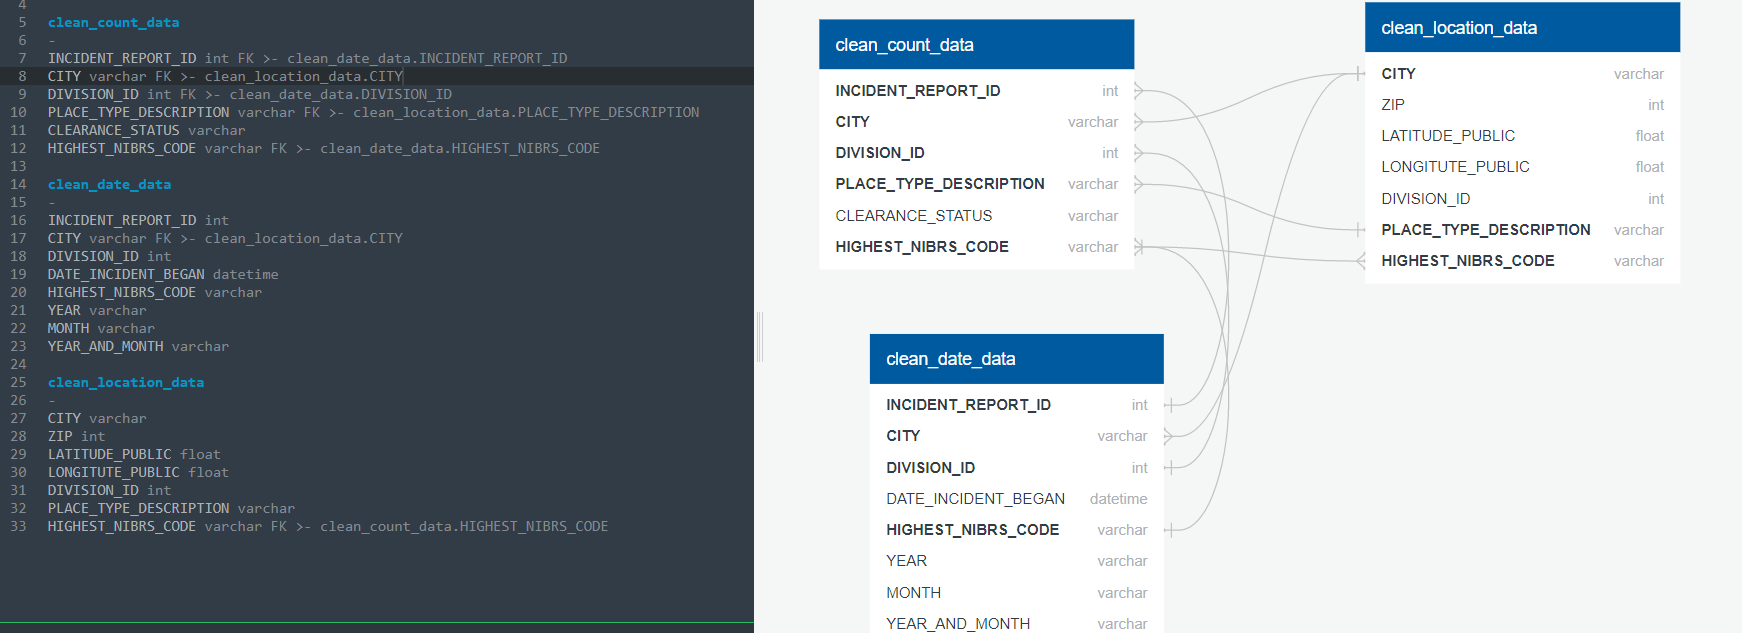 4
5 clean_count_data
6 -
7 INCIDENT_REPORT_ID int FK >- clean_date_data.INCIDENT_REPORT_ID
8 CITY varchar FK >- clean_location_data.CITY
9 DIVISION_ID int FK >- clean_date_data.DIVISION_ID
10 PLACE_TYPE_DESCRIPTION varchar FK >- clean_location_data.PLACE_TYPE_DESCRIPTION
11 CLEARANCE_STATUS varchar
12 HIGHEST_NIBRS_CODE varchar FK >- clean_date_data.HIGHEST_NIBRS_CODE
13
14 clean_date_data
15 -
16 INCIDENT_REPORT_ID int
17 CITY varchar FK >- clean_location_data.CITY
18 DIVISION_ID int
19 DATE_INCIDENT_BEGAN datetime
20 HIGHEST_NIBRS_CODE varchar
21 YEAR varchar
22 MONTH varchar
23 YEAR_AND_MONTH varchar
24
25 clean_location_data
26 -
27 CITY varchar
28 ZIP int
29 LATITUDE_PUBLIC float
30 LONGITUTE_PUBLIC float
31 DIVISION_ID int
32 PLACE_TYPE_DESCRIPTION varchar
33 HIGHEST_NIBRS_CODE varchar FK >- clean_count_data.HIGHEST_NIBRS_CODE
clean_count_data
INCIDENT_REPORT_ID int
CITY varchar
DIVISION_ID int
PLACE_TYPE_DESCRIPTION varchar
CLEARANCE_STATUS varchar
HIGHEST_NIBRS_CODE varchar
clean_date_data
INCIDENT_REPORT_ID int
CITY varchar
DIVISION_ID int
DATE_INCIDENT_BEGAN datetime
HIGHEST_NIBRS_CODE varchar
YEAR varchar
MONTH varchar
YEAR_AND_MONTH varchar
clean_location_data
CITY varchar
ZIP int
LATITUDE_PUBLIC float
LONGITUTE_PUBLIC float
DIVISION_ID int
PLACE_TYPE_DESCRIPTION varchar
HIGHEST_NIBRS_CODE varchar